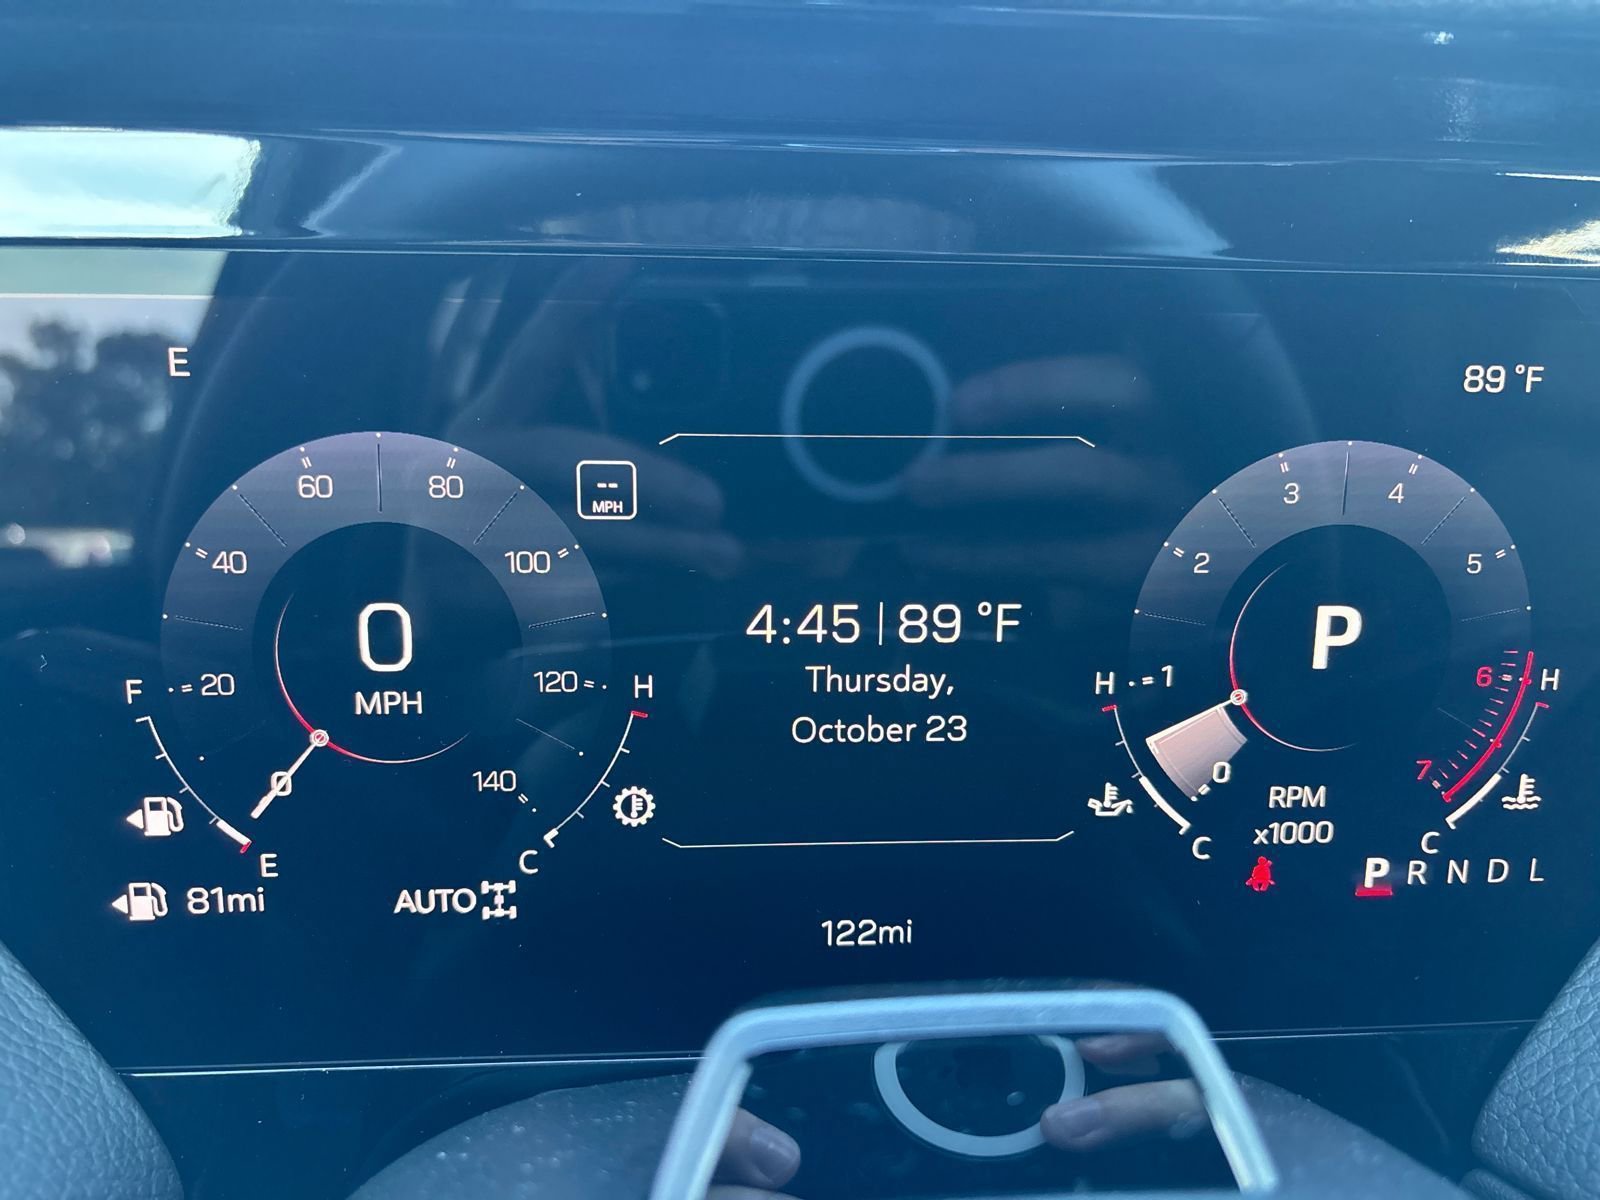 E
89 °F
60 80
-- MPH
3 4
40 100
2 5
4:45 | 89 °F
0
MPH
P
Thursday,
October 23
F 20 120 H
H 1 6 H
0 140
0 7
RPM
x1000
E C
C C
81mi
AUTO
P R N D L
122mi